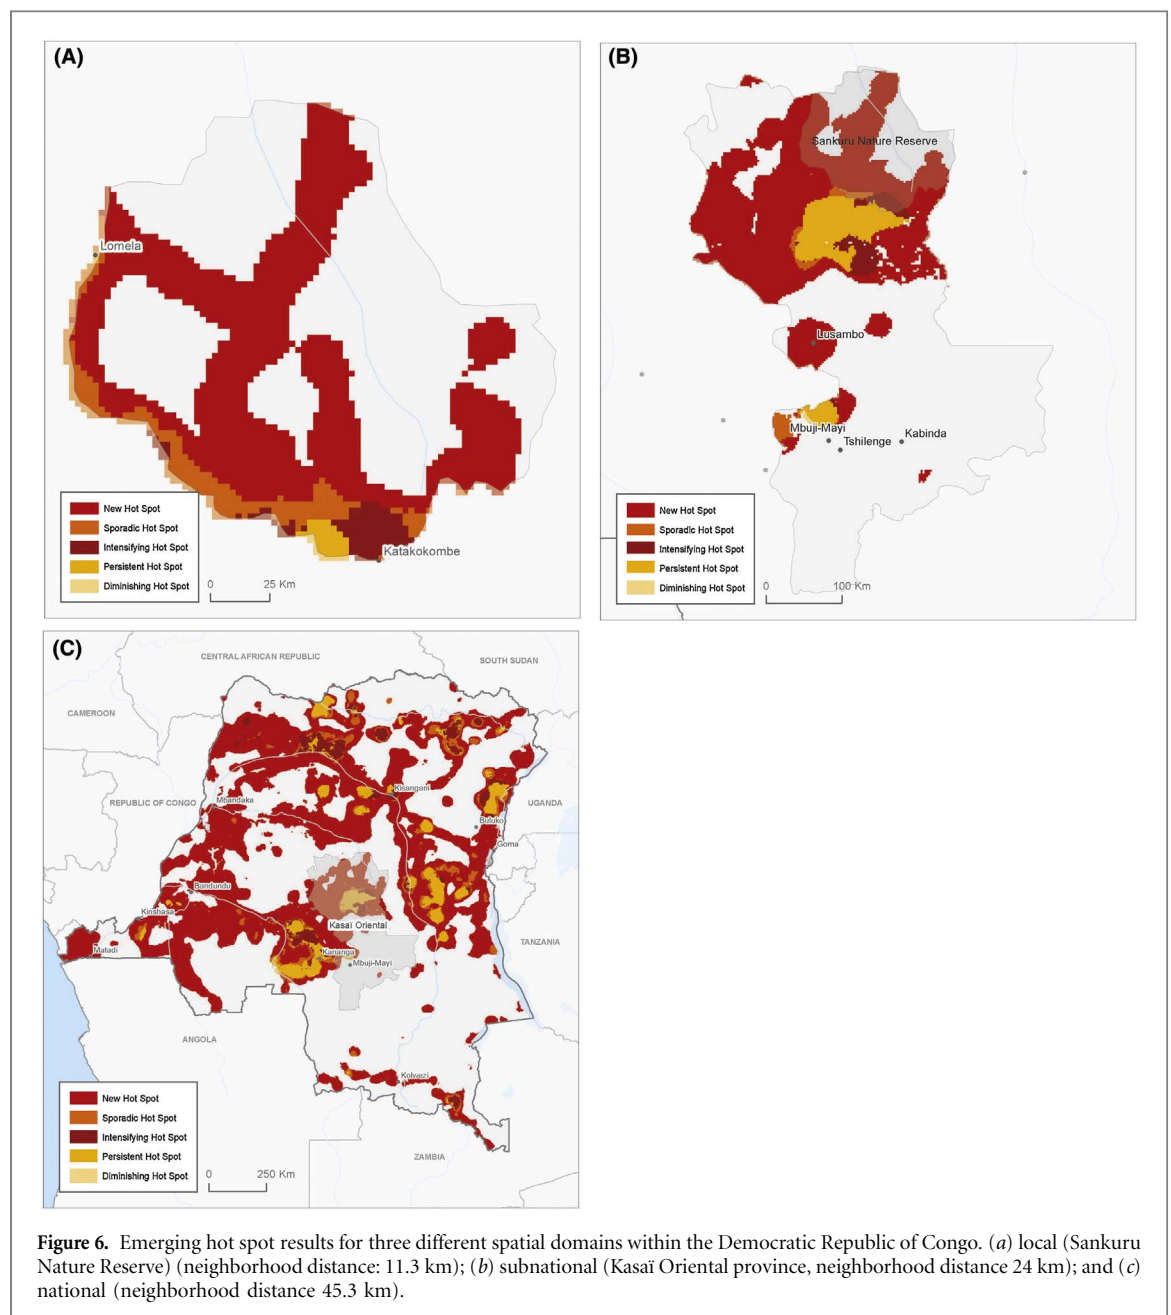 (A)
Lomela
Katakokombe
New Hot Spot
Sporadic Hot Spot
Intensifying Hot Spot
Persistent Hot Spot
Diminishing Hot Spot
0 25 Km
(B)
Sankuru Nature Reserve
Lusambo
Mbuji-Mayi
Kabinda
Tshilenge
New Hot Spot
Sporadic Hot Spot
Intensifying Hot Spot
Persistent Hot Spot
Diminishing Hot Spot
0 100 Km
(C)
CENTRAL AFRICAN REPUBLIC
SOUTH SUDAN
CAMEROON
REPUBLIC OF CONGO
Mbandaka
Kisangani
UGANDA
Buluko
Goma
Bandundu
Kinshasa
Kasaï Oriental
TANZANIA
Matadi
Kananga
Mbuji-Mayi
ANGOLA
Kolwezi
ZAMBIA
New Hot Spot
Sporadic Hot Spot
Intensifying Hot Spot
Persistent Hot Spot
Diminishing Hot Spot
0 250 Km
Figure 6. Emerging hot spot results for three different spatial domains within the Democratic Republic of Congo. (a) local (Sankuru
Nature Reserve) (neighborhood distance: 11.3 km); (b) subnational (Kasaï Oriental province, neighborhood distance 24 km); and (c)
national (neighborhood distance 45.3 km).